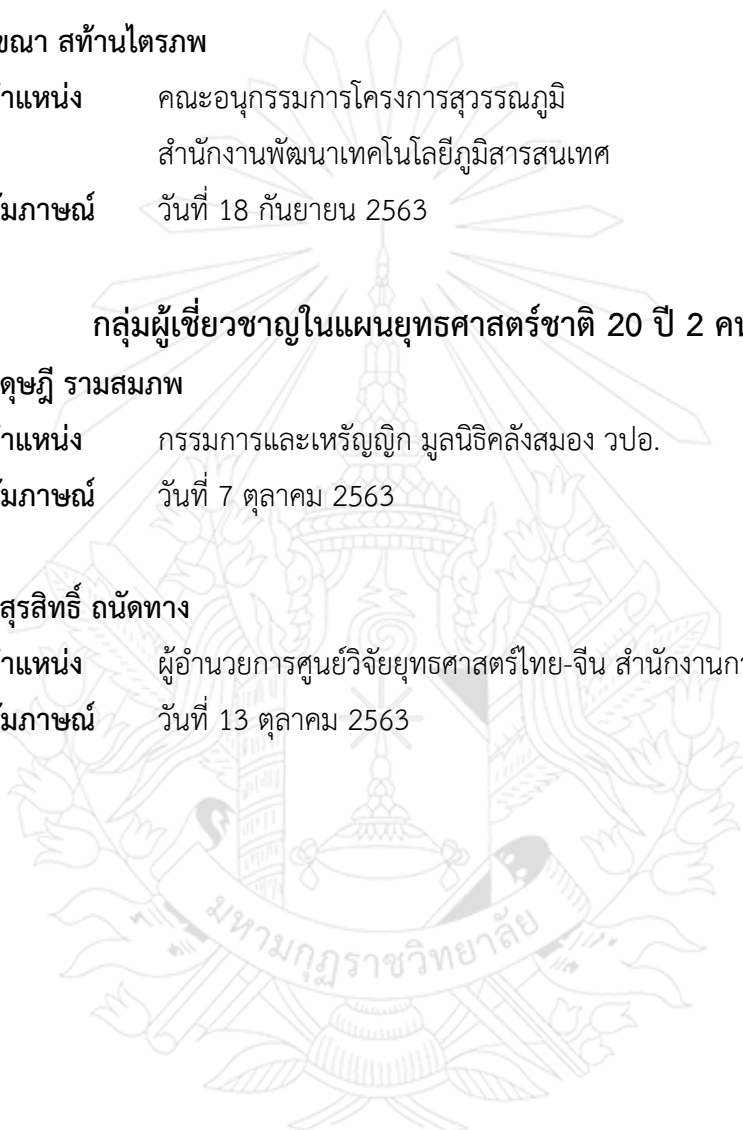 ขณา สท้านไตรภพ
ตำแหน่ง คณะอนุกรรมการโครงการสุวรรณภูมิ
สำนักงานพัฒนาเทคโนโลยีภูมิสารสนเทศ
สัมภาษณ์ วันที่ 18 กันยายน 2563
กลุ่มผู้เชี่ยวชาญในแผนยุทธศาสตร์ชาติ 20 ปี 2 คน
ดุษฎี รามสมภพ
ตำแหน่ง กรรมการและเหรัญญิก มูลนิธิคลังสมอง วปอ.
สัมภาษณ์ วันที่ 7 ตุลาคม 2563
สุรสิทธิ์ ถนัดทาง
ตำแหน่ง ผู้อำนวยการศูนย์วิจัยยุทธศาสตร์ไทย-จีน สำนักงานกา
สัมภาษณ์ วันที่ 13 ตุลาคม 2563
มหามกุฏราชวิทยาลัย